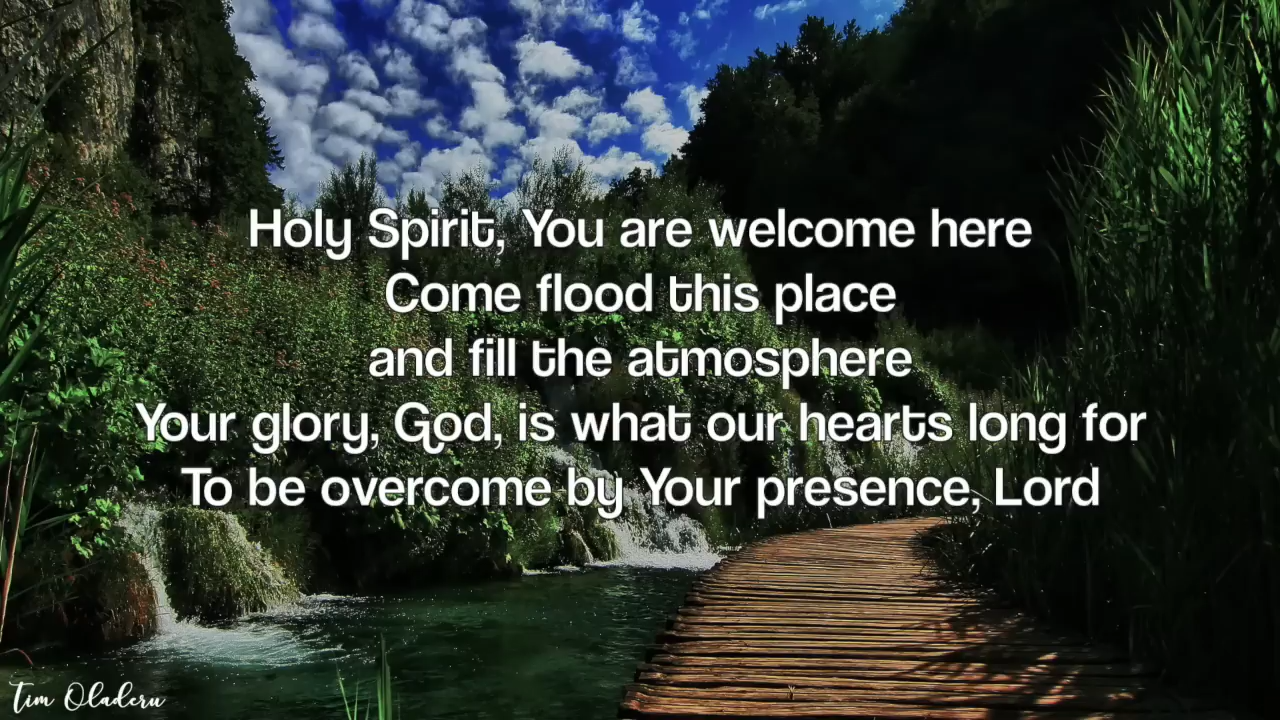 Holy Spirit, You are welcome here
Come flood this place
and fill the atmosphere
Your glory, God, is what our hearts long for
To be overcome by Your presence, Lord
Tim Oladeru